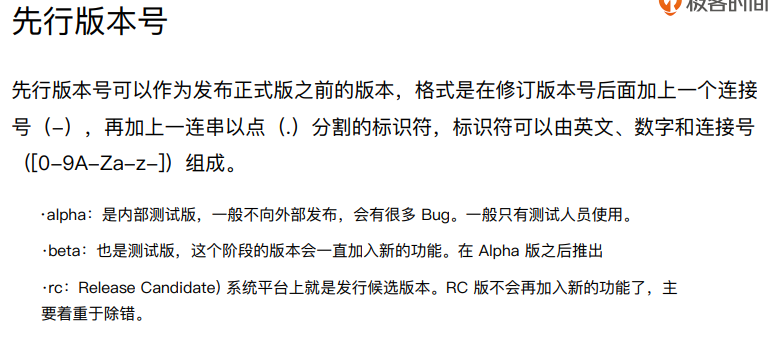 极客时间
先行版本号
先行版本号可以作为发布正式版之前的版本，格式是在修订版本号后面加上一个连接
号（-），再加上一连串以点（.）分割的标识符，标识符可以由英文、数字和连接号
（[0-9A-Za-z-]）组成。
·alpha：是内部测试版，一般不向外部发布，会有很多 Bug。一般只有测试人员使用。
·beta：也是测试版，这个阶段的版本会一直加入新的功能。在 Alpha 版之后推出
·rc：Release Candidate) 系统平台上就是发行候选版本。RC 版不会再加入新的功能了，主
要着重于除错。